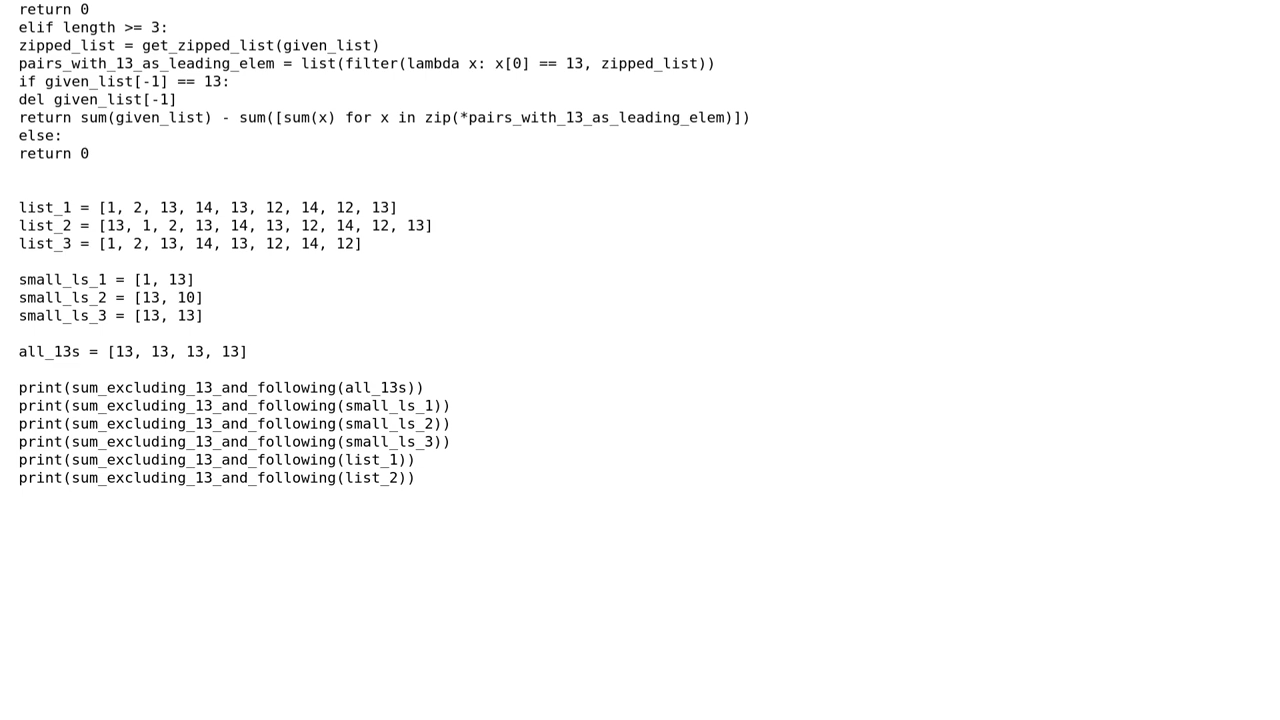 return 0
elif length >= 3:
zipped_list = get_zipped_list(given_list)
pairs_with_13_as_leading_elem = list(filter(lambda x: x[0] == 13, zipped_list))
if given_list[-1] == 13:
del given_list[-1]
return sum(given_list) - sum([sum(x) for x in zip(*pairs_with_13_as_leading_elem)])
else:
return 0
list_1 = [1, 2, 13, 14, 13, 12, 14, 12, 13]
list_2 = [13, 1, 2, 13, 14, 13, 12, 14, 12, 13]
list_3 = [1, 2, 13, 14, 13, 12, 14, 12]
small_ls_1 = [1, 13]
small_ls_2 = [13, 10]
small_ls_3 = [13, 13]
all_13s = [13, 13, 13, 13]
print(sum_excluding_13_and_following(all_13s))
print(sum_excluding_13_and_following(small_ls_1))
print(sum_excluding_13_and_following(small_ls_2))
print(sum_excluding_13_and_following(small_ls_3))
print(sum_excluding_13_and_following(list_1))
print(sum_excluding_13_and_following(list_2))